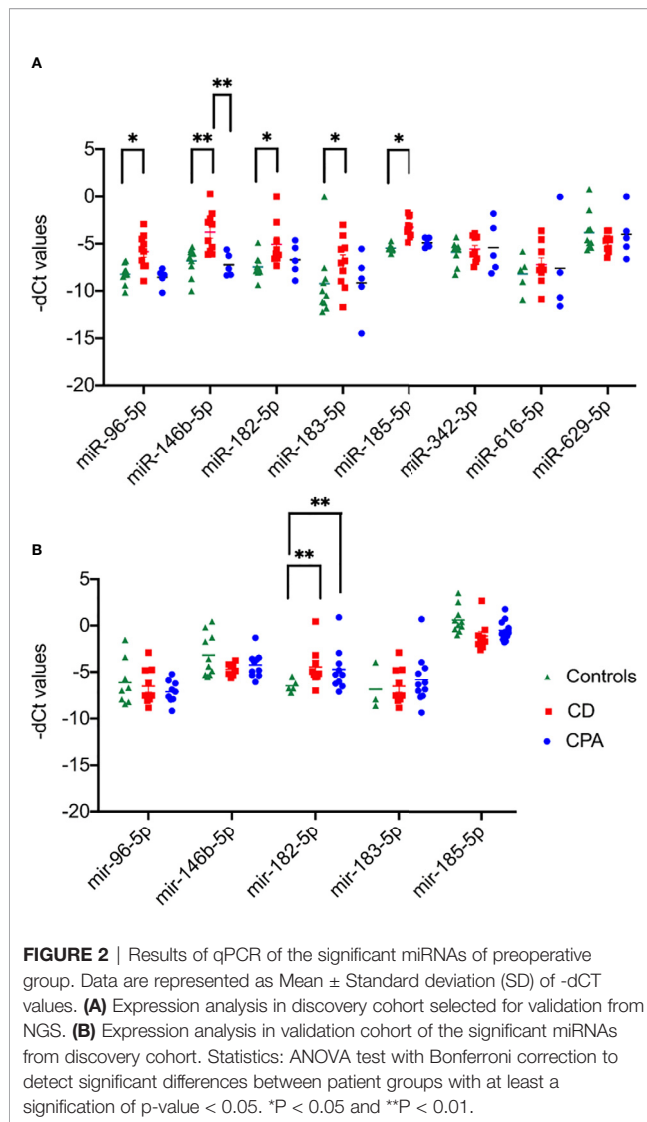 A
**
* ** * * *
5
0
-5
-10
-15
-20
-dCt values
miR-96-5p
miR-146b-5p
miR-182-5p
miR-183-5p
miR-185-5p
miR-342-3p
miR-616-5p
miR-629-5p
B
**
**
5
0
-5
-10
-15
-20
-dCt values
mir-96-5p
mir-146b-5p
mir-182-5p
mir-183-5p
mir-185-5p
Controls
CD
CPA
FIGURE 2 | Results of qPCR of the significant miRNAs of preoperative
group. Data are represented as Mean ± Standard deviation (SD) of -dCT
values. (A) Expression analysis in discovery cohort selected for validation from
NGS. (B) Expression analysis in validation cohort of the significant miRNAs
from discovery cohort. Statistics: ANOVA test with Bonferroni correction to
detect significant differences between patient groups with at least a
signification of p-value < 0.05. *P < 0.05 and **P < 0.01.